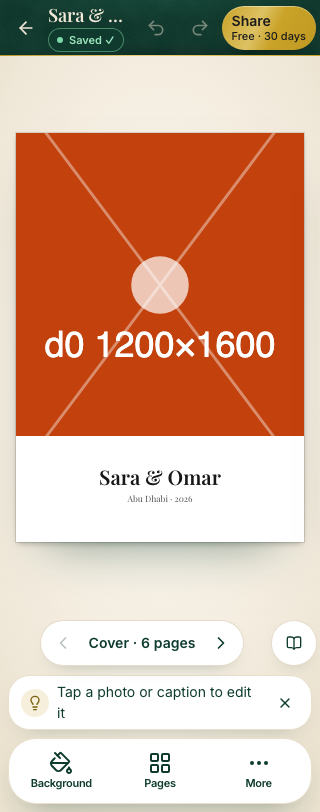 Sara & ...
Saved ✓
Share
Free · 30 days
d0 1200×1600
Sara & Omar
Abu Dhabi · 2026
Cover · 6 pages
Tap a photo or caption to edit
it
Background
Pages
More